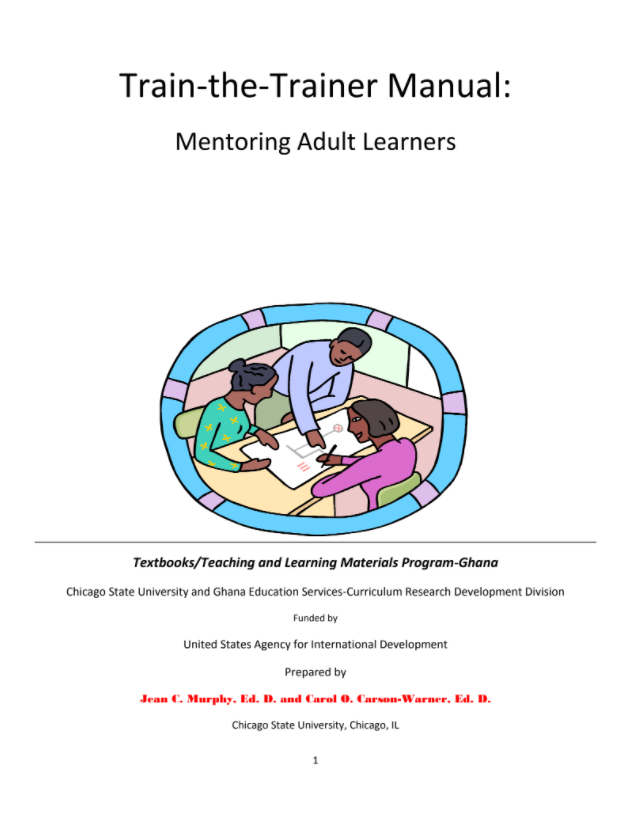 Train-the-Trainer Manual:
Mentoring Adult Learners
Textbooks/Teaching and Learning Materials Program-Ghana
Chicago State University and Ghana Education Services-Curriculum Research Development Division
Funded by
United States Agency for International Development
Prepared by
Jean C. Murphy, Ed. D. and Carol O. Carson-Warner, Ed. D.
Chicago State University, Chicago, IL
1